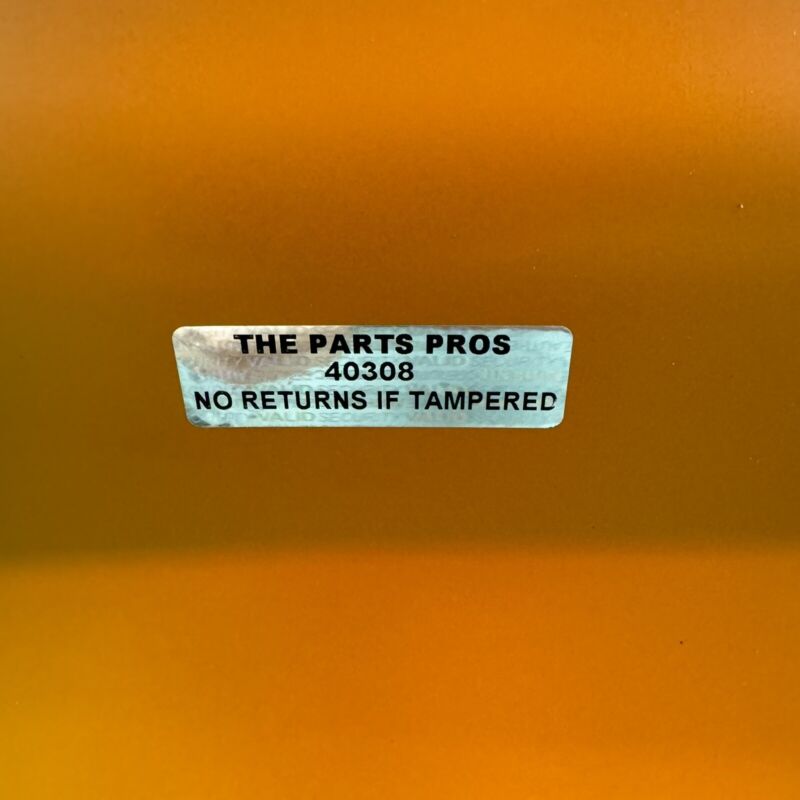 THE PARTS PROS
40308
NO RETURNS IF TAMPERED